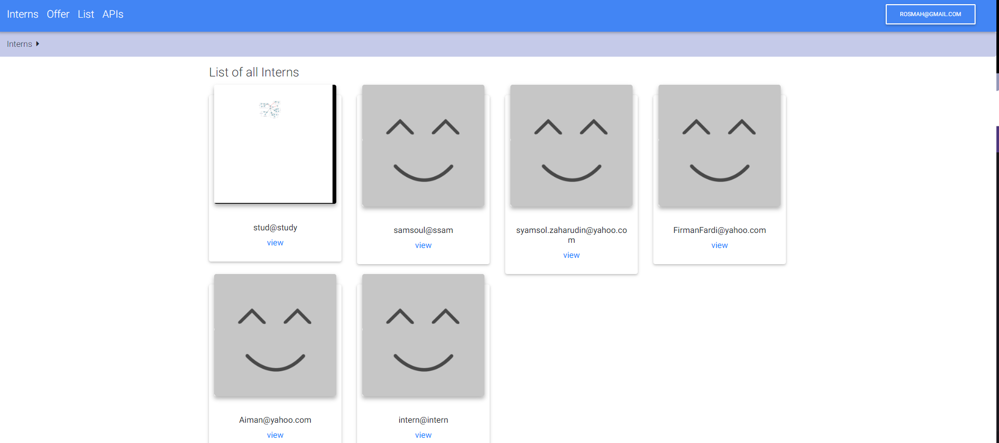 Interns Offer List APIs
ROSMAH@GMAIL.COM
Interns
List of all Interns
stud@study
view
samsoul@ssam
view
syamsol.zaharudin@yahoo.co
m
view
FirmanFardi@yahoo.com
view
Aiman@yahoo.com
view
intern@intern
view